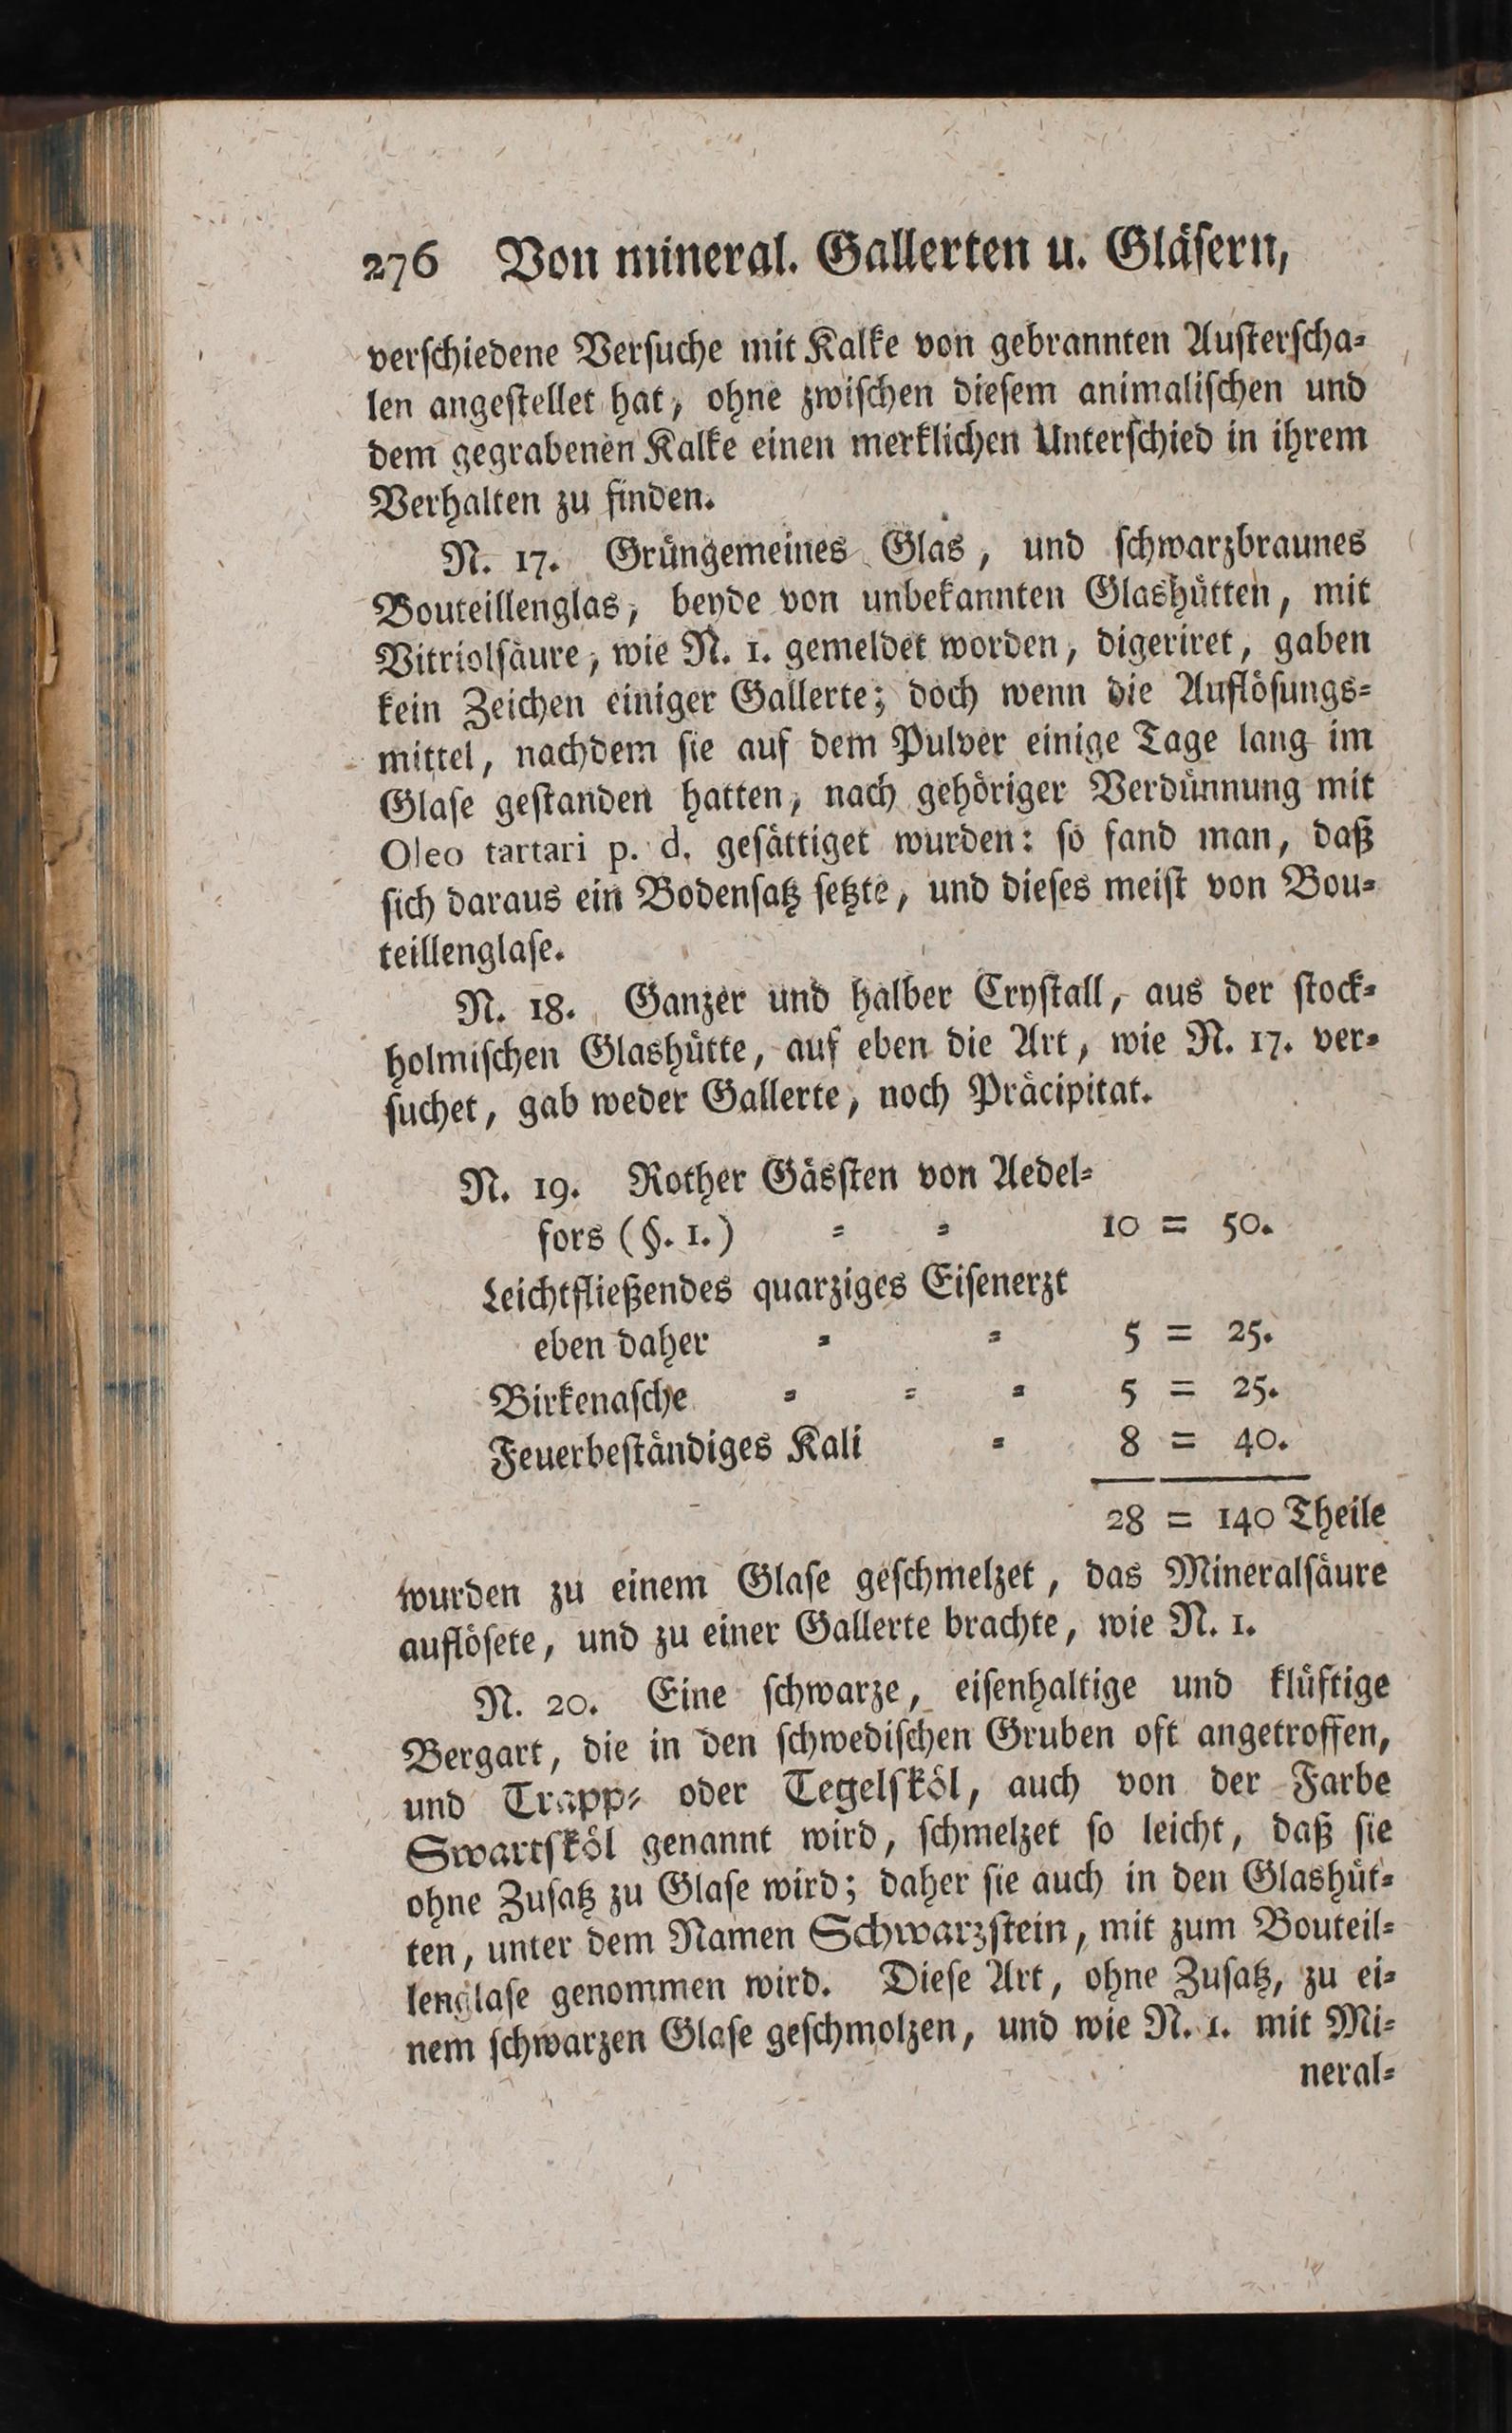 276 Von mineral. Gallerten u. Gläſern,
verſchiedene Verſuche mit Kalke von gebrannten Auſterſcha⸗
len angeſtellet hat, ohne zwiſchen dieſem animaliſchen und
dem gegrabenen Kalke einen merklichen Unterſchied in ihrem
Verhalten zu finden.
N. 17. Grüngemeines Glas, und ſchwarzbraunes
Bouteillenglas, beyde von unbekannten Glashütten, mit
Vitriolſäure, wie N. 1. gemeldet worden, digeriret, gaben
kein Zeichen einiger Gallerte; doch wenn die Auflöſungs⸗
mittel, nachdem ſie auf dem Pulver einige Tage lang im
Glaſe geſtanden hatten, nach gehöriger Verdünnung mit
Oleo tartari p. d. geſättiget wurden: ſo fand man, daß
ſich daraus ein Bodenſatz ſetzte, und dieſes meiſt von Bou⸗
teillenglaſe.
N. 18. Ganzer und halber Cryſtall, aus der ſtock⸗
holmiſchen Glashütte, auf eben die Art, wie N. 17. ver⸗
ſuchet, gab weder Gallerte, noch Präcipitat.
N. 19. Rother Gäsſten von Aedel⸗
fors (§. 1.) ⸗ ⸗ 10 = 50.
Leichtfließendes quarziges Eiſenerzt
eben daher ⸗ ⸗ 5 = 25.
Birkenaſche ⸗ ⸗ ⸗ 5 = 25.
Feuerbeſtändiges Kali ⸗ 8 = 40.
28 = 140 Theile
wurden zu einem Glaſe geſchmelzet, das Mineralſäure
auflöſete, und zu einer Gallerte brachte, wie N. 1.
N. 20. Eine ſchwarze, eiſenhaltige und klüftige
Bergart, die in den ſchwediſchen Gruben oft angetroffen,
und Trapp⸗ oder Tegelſköl, auch von der Farbe
Swartſköl genannt wird, ſchmelzet ſo leicht, daß ſie
ohne Zuſatz zu Glaſe wird; daher ſie auch in den Glashüt⸗
ten, unter dem Namen Schwarzſtein, mit zum Bouteil⸗
lenglaſe genommen wird. Dieſe Art, ohne Zuſatz, zu ei⸗
nem ſchwarzen Glaſe geſchmolzen, und wie N. 1. mit Mi⸗
neral⸗